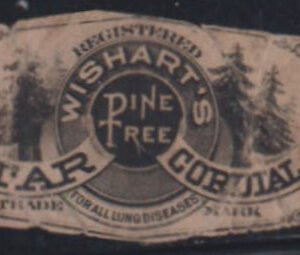 REGISTERED
WISHART'S
PINE
TREE
TAR CORDIAL
FOR ALL LUNG DISEASES
TRADE MARK